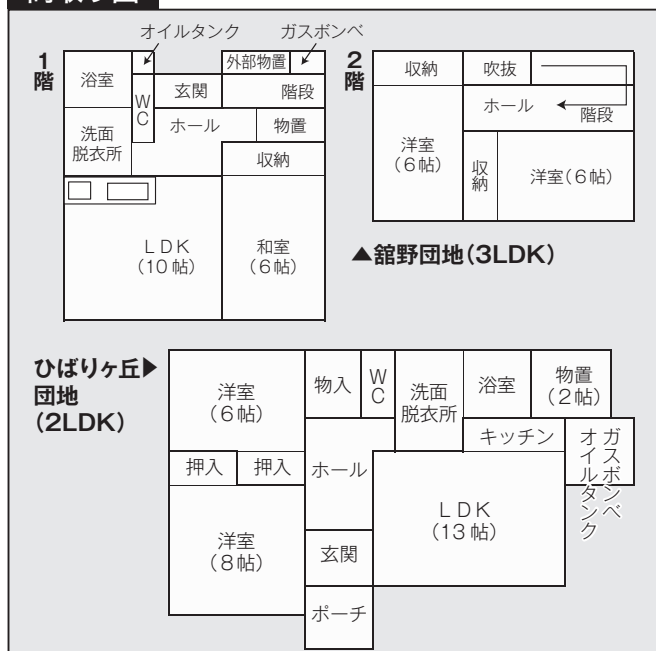 オイルタンク
ガスボンベ
1階
浴室
外部物置
WC
玄関
階段
洗面
脱衣所
ホール
物置
収納
LDK
(10帖)
和室
(6帖)
2階
収納
吹抜
ホール
階段
洋室
(6帖)
収納
洋室(6帖)
▲舘野団地(3LDK)
ひばりヶ丘▶
団地
(2LDK)
洋室
(6帖)
物入
WC
洗面
脱衣所
浴室
物置
(2帖)
キッチン
ガスボンベ
オイルタンク
押入
押入
ホール
LDK
(13帖)
洋室
(8帖)
玄関
ポーチ